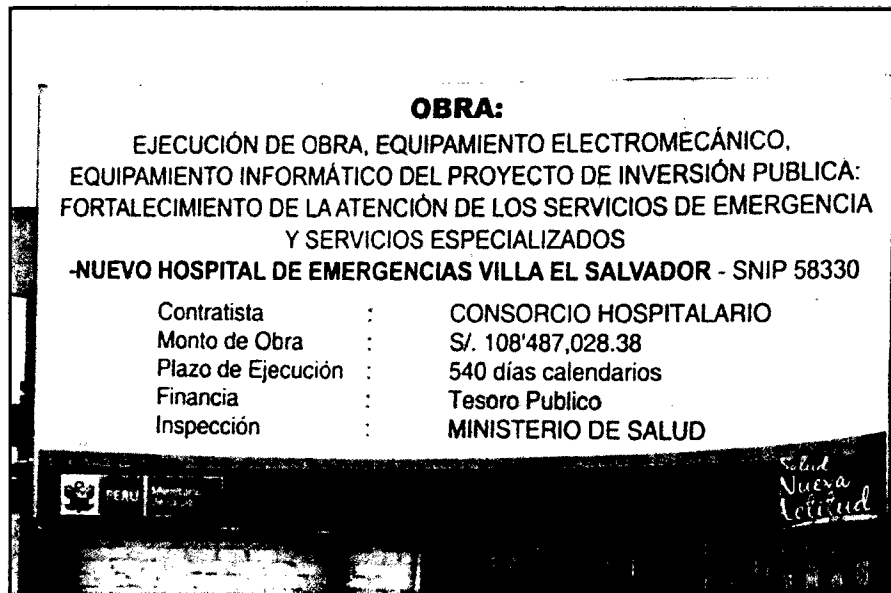 OBRA:
EJECUCIÓN DE OBRA, EQUIPAMIENTO ELECTROMECÁNICO,
EQUIPAMIENTO INFORMÁTICO DEL PROYECTO DE INVERSIÓN PUBLICA:
FORTALECIMIENTO DE LA ATENCIÓN DE LOS SERVICIOS DE EMERGENCIA
Y SERVICIOS ESPECIALIZADOS
-NUEVO HOSPITAL DE EMERGENCIAS VILLA EL SALVADOR - SNIP 58330
Contratista : CONSORCIO HOSPITALARIO
Monto de Obra : S/. 108'487,028.38
Plazo de Ejecución : 540 días calendarios
Financia : Tesoro Publico
Inspección : MINISTERIO DE SALUD
PERU
Salud
Nueva
Actitud